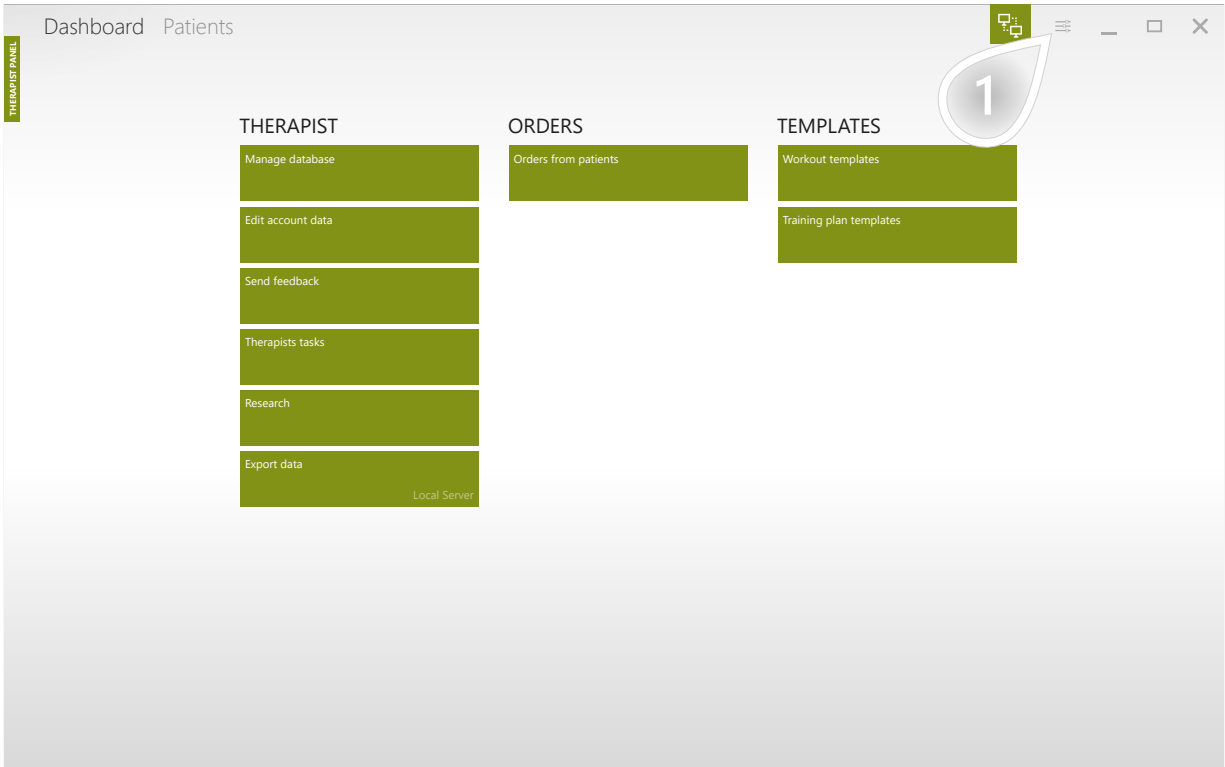 Dashboard Patients
THERAPIST PANEL
1
THERAPIST
Manage database
Edit account data
Send feedback
Therapists tasks
Research
Export data
Local Server
ORDERS
Orders from patients
TEMPLATES
Workout templates
Training plan templates